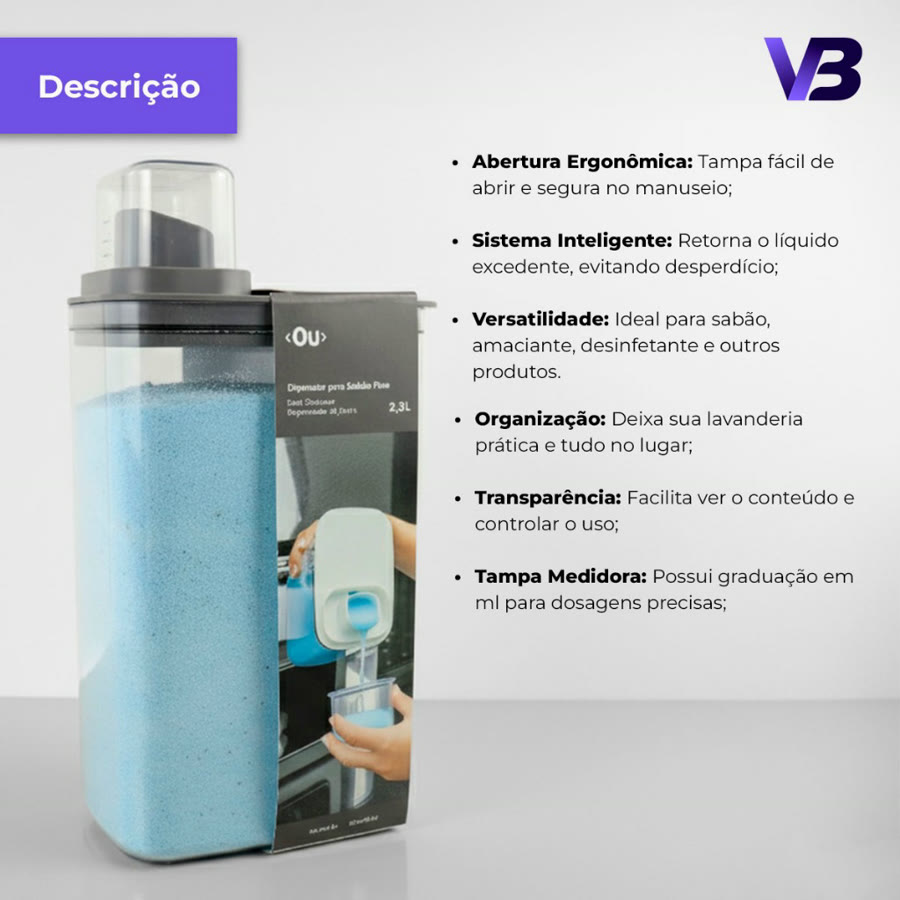 Descrição
VB
• Abertura Ergonômica: Tampa fácil de
abrir e segura no manuseio;
• Sistema Inteligente: Retorna o líquido
excedente, evitando desperdício;
• Versatilidade: Ideal para sabão,
amaciante, desinfetante e outros
produtos.
• Organização: Deixa sua lavanderia
prática e tudo no lugar;
• Transparência: Facilita ver o conteúdo e
controlar o uso;
• Tampa Medidora: Possui graduação em
ml para dosagens precisas;
‹Ou›
2,3L